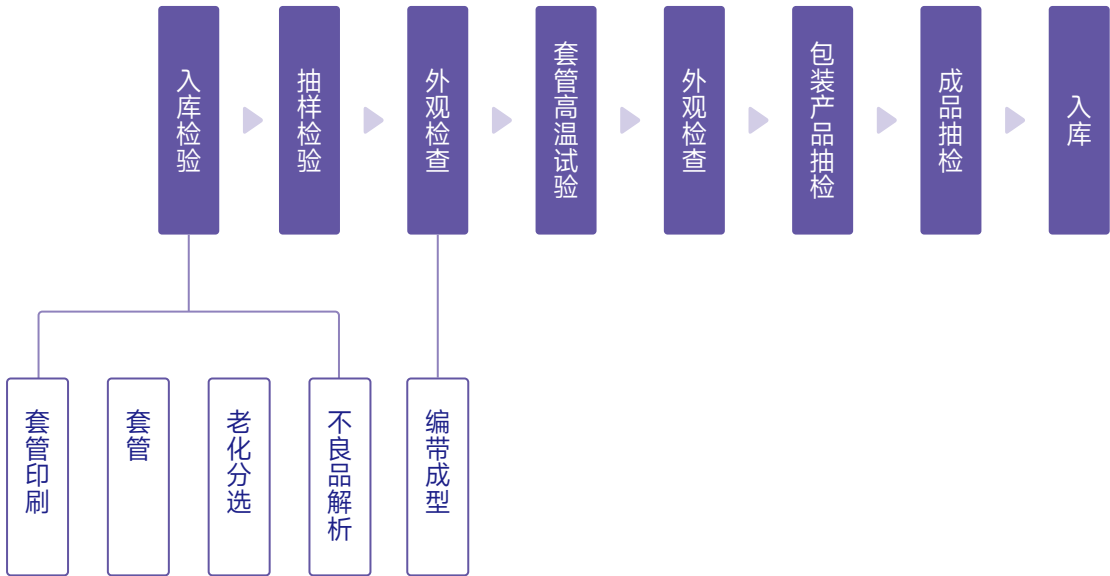 入库检验
抽样检验
外观检查
套管高温试验
外观检查
包装产品抽检
成品抽检
入库
套管印刷
套管
老化分选
不良品解析
编带成型